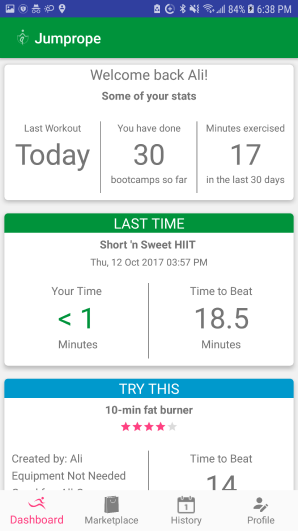 84% 6:38 PM
Jumprope
Welcome back Ali!
Some of your stats
Last Workout
Today
You have done
30
bootcamps so far
Minutes exercised
17
in the last 30 days
LAST TIME
Short 'n Sweet HIIT
Thu, 12 Oct 2017 03:57 PM
Your Time
< 1
Minutes
Time to Beat
18.5
Minutes
TRY THIS
10-min fat burner
Created by: Ali
Equipment Not Needed
Time to Beat
14
Dashboard
Marketplace
1
History
Profile